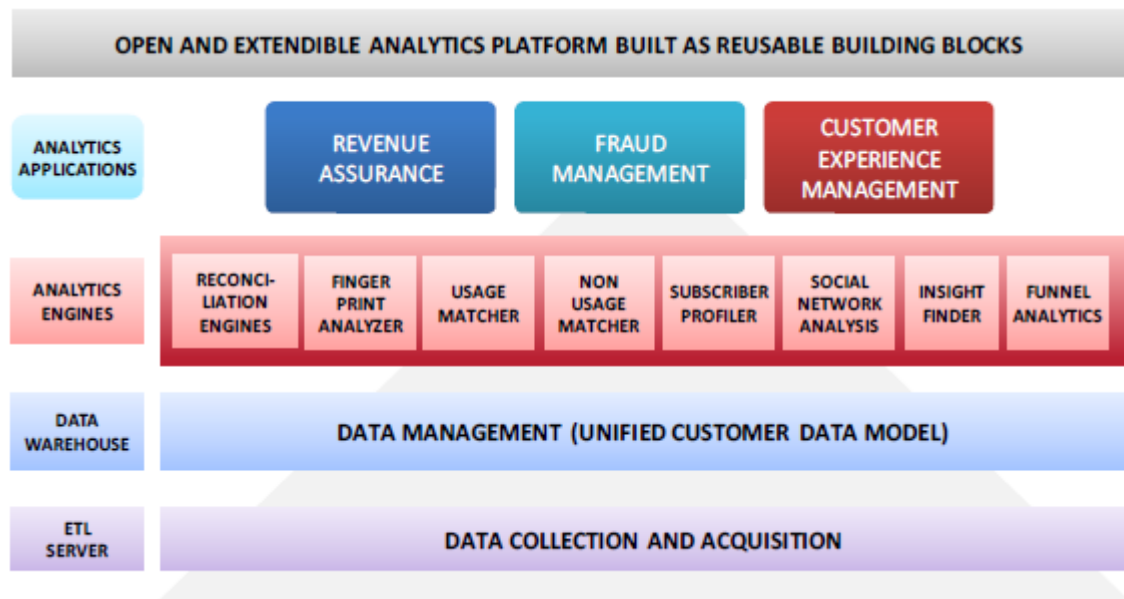 OPEN AND EXTENDIBLE ANALYTICS PLATFORM BUILT AS REUSABLE BUILDING BLOCKS
ANALYTICS
APPLICATIONS
REVENUE
ASSURANCE
FRAUD
MANAGEMENT
CUSTOMER
EXPERIENCE
MANAGEMENT
ANALYTICS
ENGINES
RECONCI-
LIATION
ENGINES
FINGER
PRINT
ANALYZER
USAGE
MATCHER
NON
USAGE
MATCHER
SUBSCRIBER
PROFILER
SOCIAL
NETWORK
ANALYSIS
INSIGHT
FINDER
FUNNEL
ANALYTICS
DATA
WAREHOUSE
DATA MANAGEMENT (UNIFIED CUSTOMER DATA MODEL)
ETL
SERVER
DATA COLLECTION AND ACQUISITION